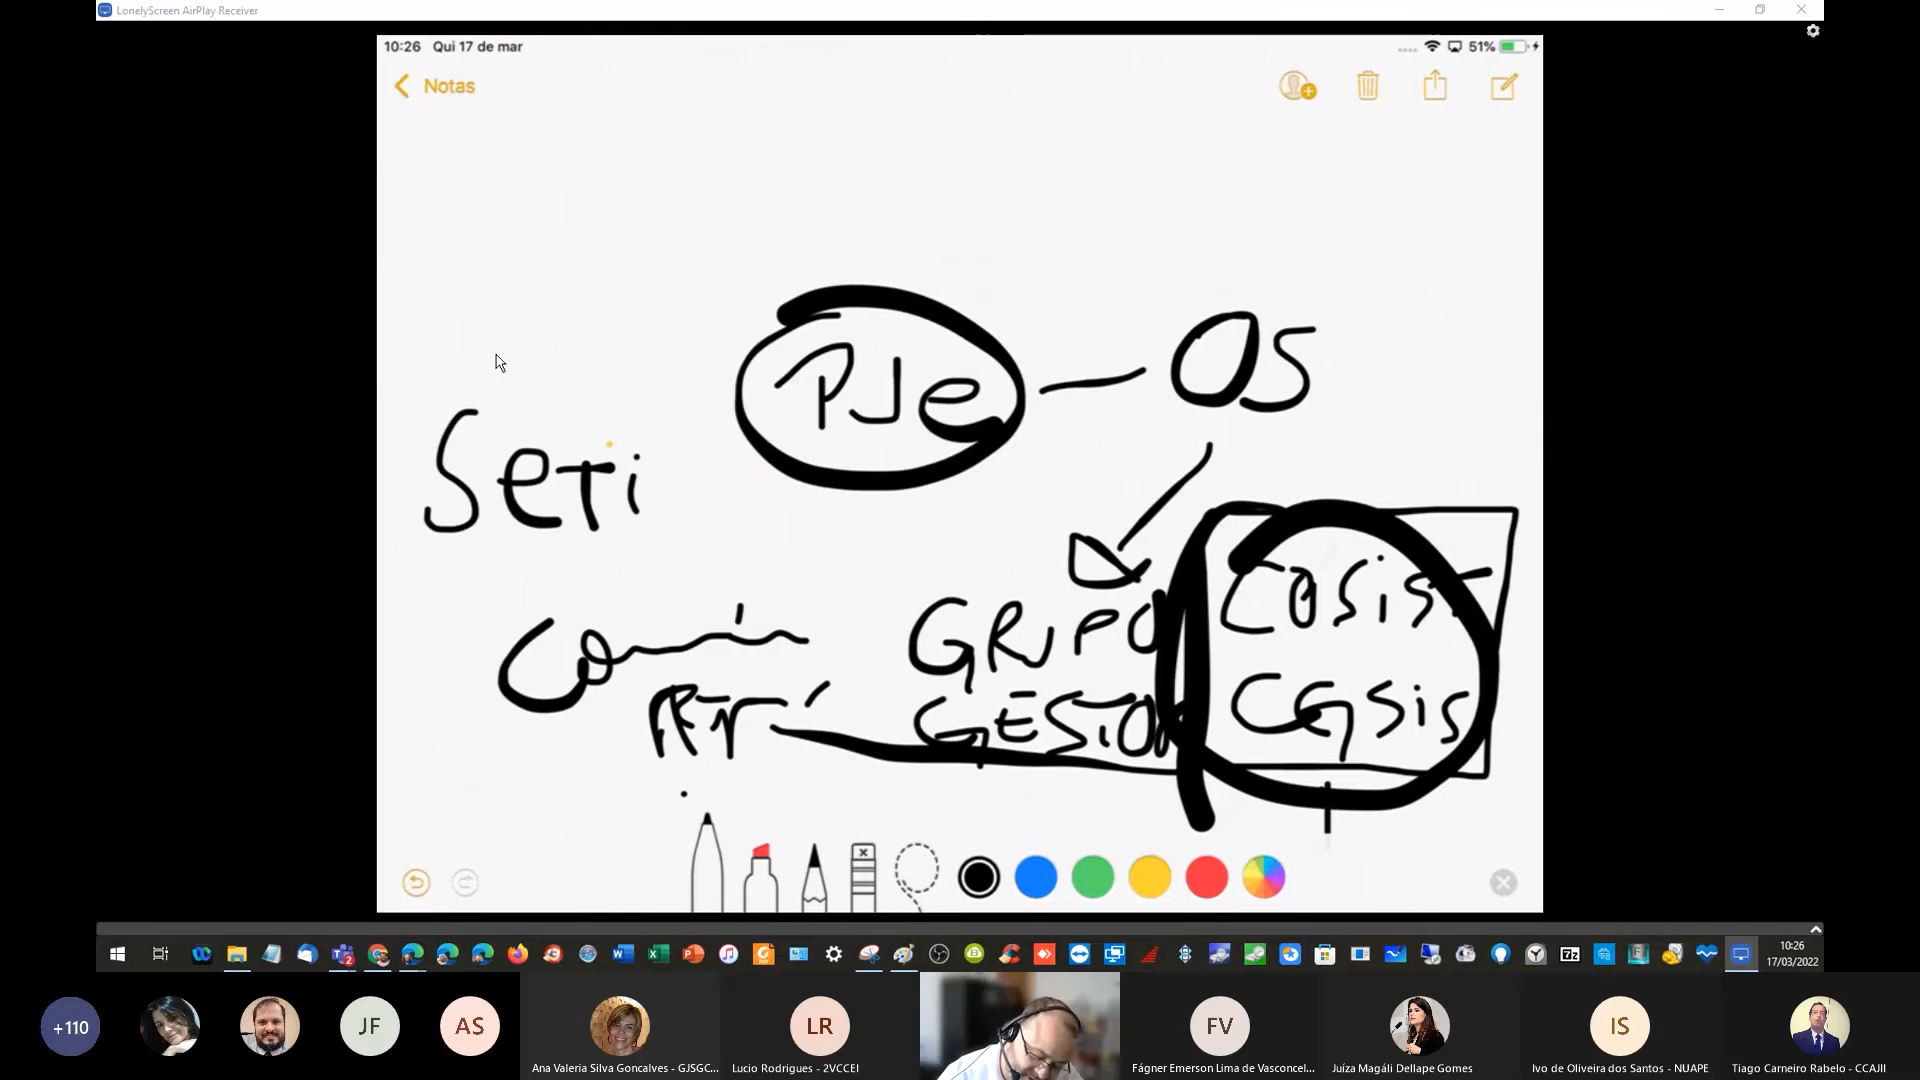 LonelyScreen AirPlay Receiver
10:26 Qui 17 de mar
51%
Notas
PJe — OS
Seti
GRUPO
GESTOR
COSIST
CGSIS
10:26
17/03/2022
+110
JF
AS
LR
FV
IS
Ana Valeria Silva Goncalves - GJSGC...
Lucio Rodrigues - 2VCCEI
Fágner Emerson Lima de Vasconcel...
Juíza Magáli Dellape Gomes
Ivo de Oliveira dos Santos - NUAPE
Tiago Carneiro Rabelo - CCAJII